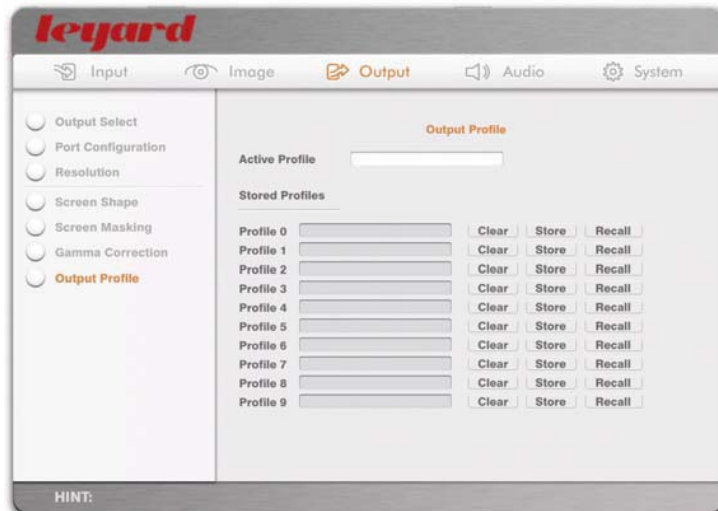 leyard
Input Image Output Audio System
Output Select
Port Configuration
Resolution
Screen Shape
Screen Masking
Gamma Correction
Output Profile
Output Profile
Active Profile
Stored Profiles
Profile 0 Clear Store Recall
Profile 1 Clear Store Recall
Profile 2 Clear Store Recall
Profile 3 Clear Store Recall
Profile 4 Clear Store Recall
Profile 5 Clear Store Recall
Profile 6 Clear Store Recall
Profile 7 Clear Store Recall
Profile 8 Clear Store Recall
Profile 9 Clear Store Recall
HINT: